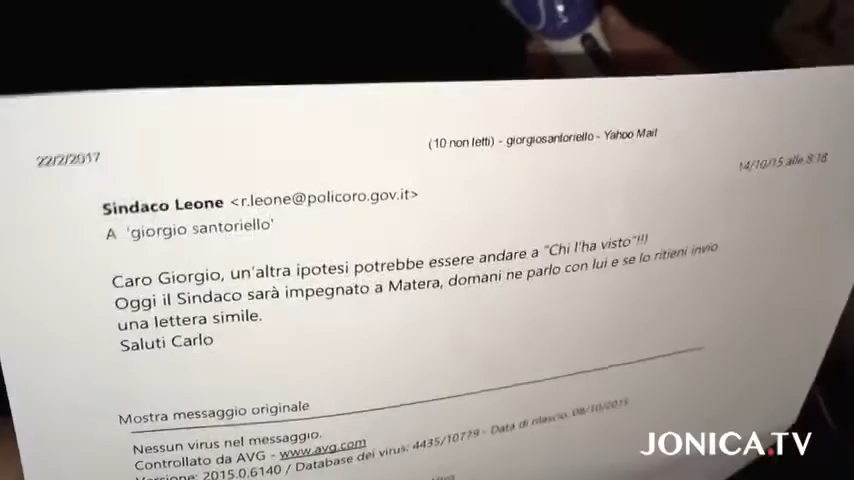 22/2/2017
(10 non letti) - giorgiosantoriello - Yahoo Mail
14/10/15 alle 8:18
Sindaco Leone <r.leone@policoro.gov.it>
A 'giorgio santoriello'
Caro Giorgio, un'altra ipotesi potrebbe essere andare a "Chi l'ha visto"!!)
Oggi il Sindaco sarà impegnato a Matera, domani ne parlo con lui e se lo ritieni invio
una lettera simile.
Saluti Carlo
Mostra messaggio originale
Nessun virus nel messaggio.
Controllato da AVG - www.avg.com
Versione: 2015.0.6140 / Database dei virus: 4435/10779 - Data di rilascio: 08/10/2015
JONICA.TV